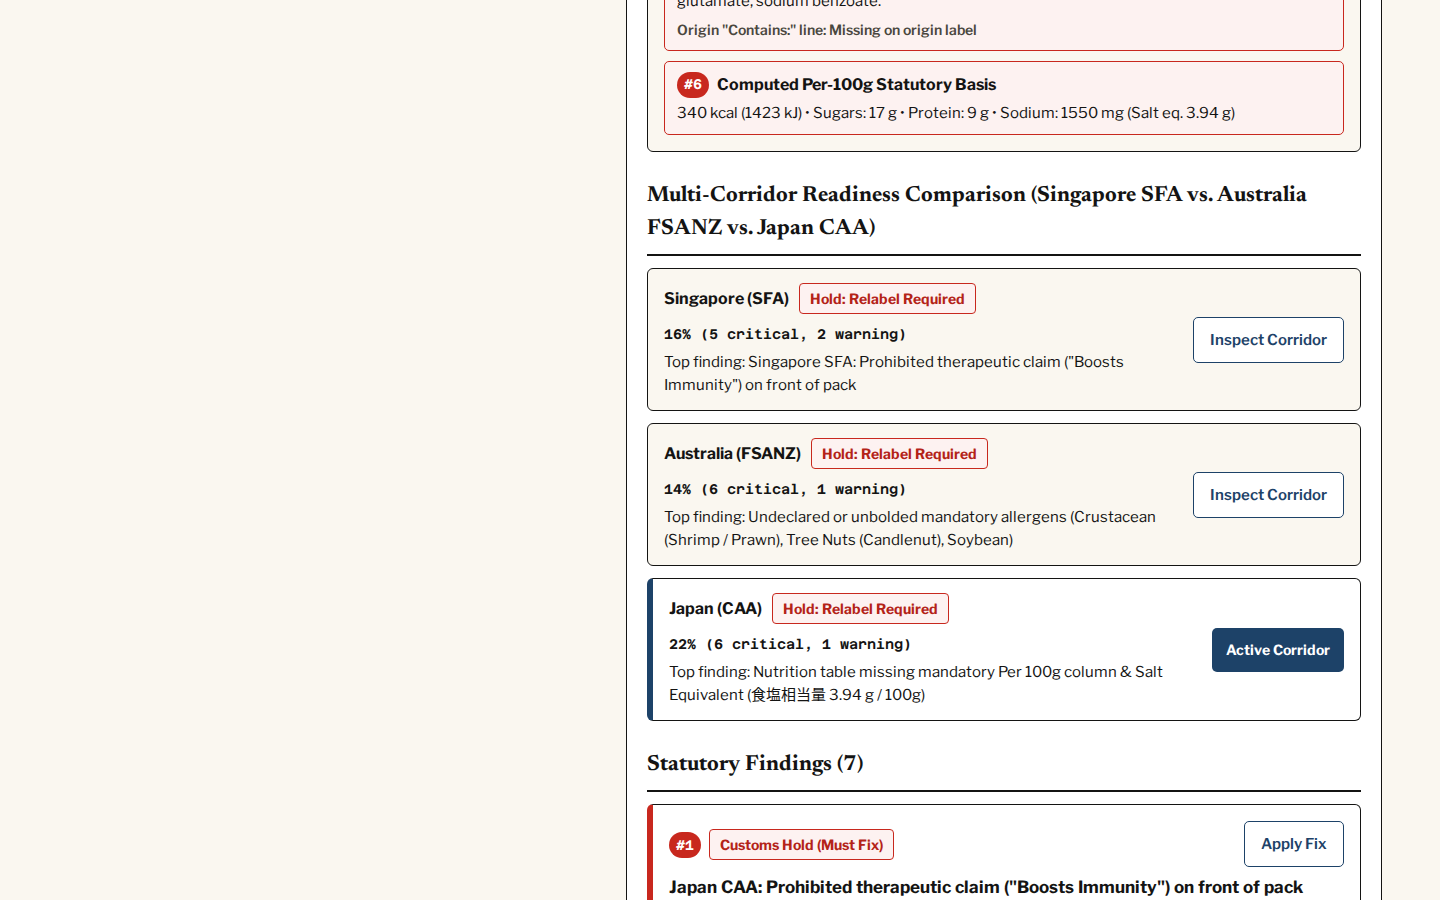 glutamate, sodium benzoate.
Origin "Contains:" line: Missing on origin label
#6 Computed Per-100g Statutory Basis
340 kcal (1423 kJ) • Sugars: 17 g • Protein: 9 g • Sodium: 1550 mg (Salt eq. 3.94 g)
Multi-Corridor Readiness Comparison (Singapore SFA vs. Australia
FSANZ vs. Japan CAA)
Singapore (SFA) Hold: Relabel Required
16% (5 critical, 2 warning)
Inspect Corridor
Top finding: Singapore SFA: Prohibited therapeutic claim ("Boosts
Immunity") on front of pack
Australia (FSANZ) Hold: Relabel Required
14% (6 critical, 1 warning)
Inspect Corridor
Top finding: Undeclared or unbolded mandatory allergens (Crustacean
(Shrimp / Prawn), Tree Nuts (Candlenut), Soybean)
Japan (CAA) Hold: Relabel Required
22% (6 critical, 1 warning)
Active Corridor
Top finding: Nutrition table missing mandatory Per 100g column & Salt
Equivalent (食塩相当量 3.94 g / 100g)
Statutory Findings (7)
#1 Customs Hold (Must Fix)
Apply Fix
Japan CAA: Prohibited therapeutic claim ("Boosts Immunity") on front of pack